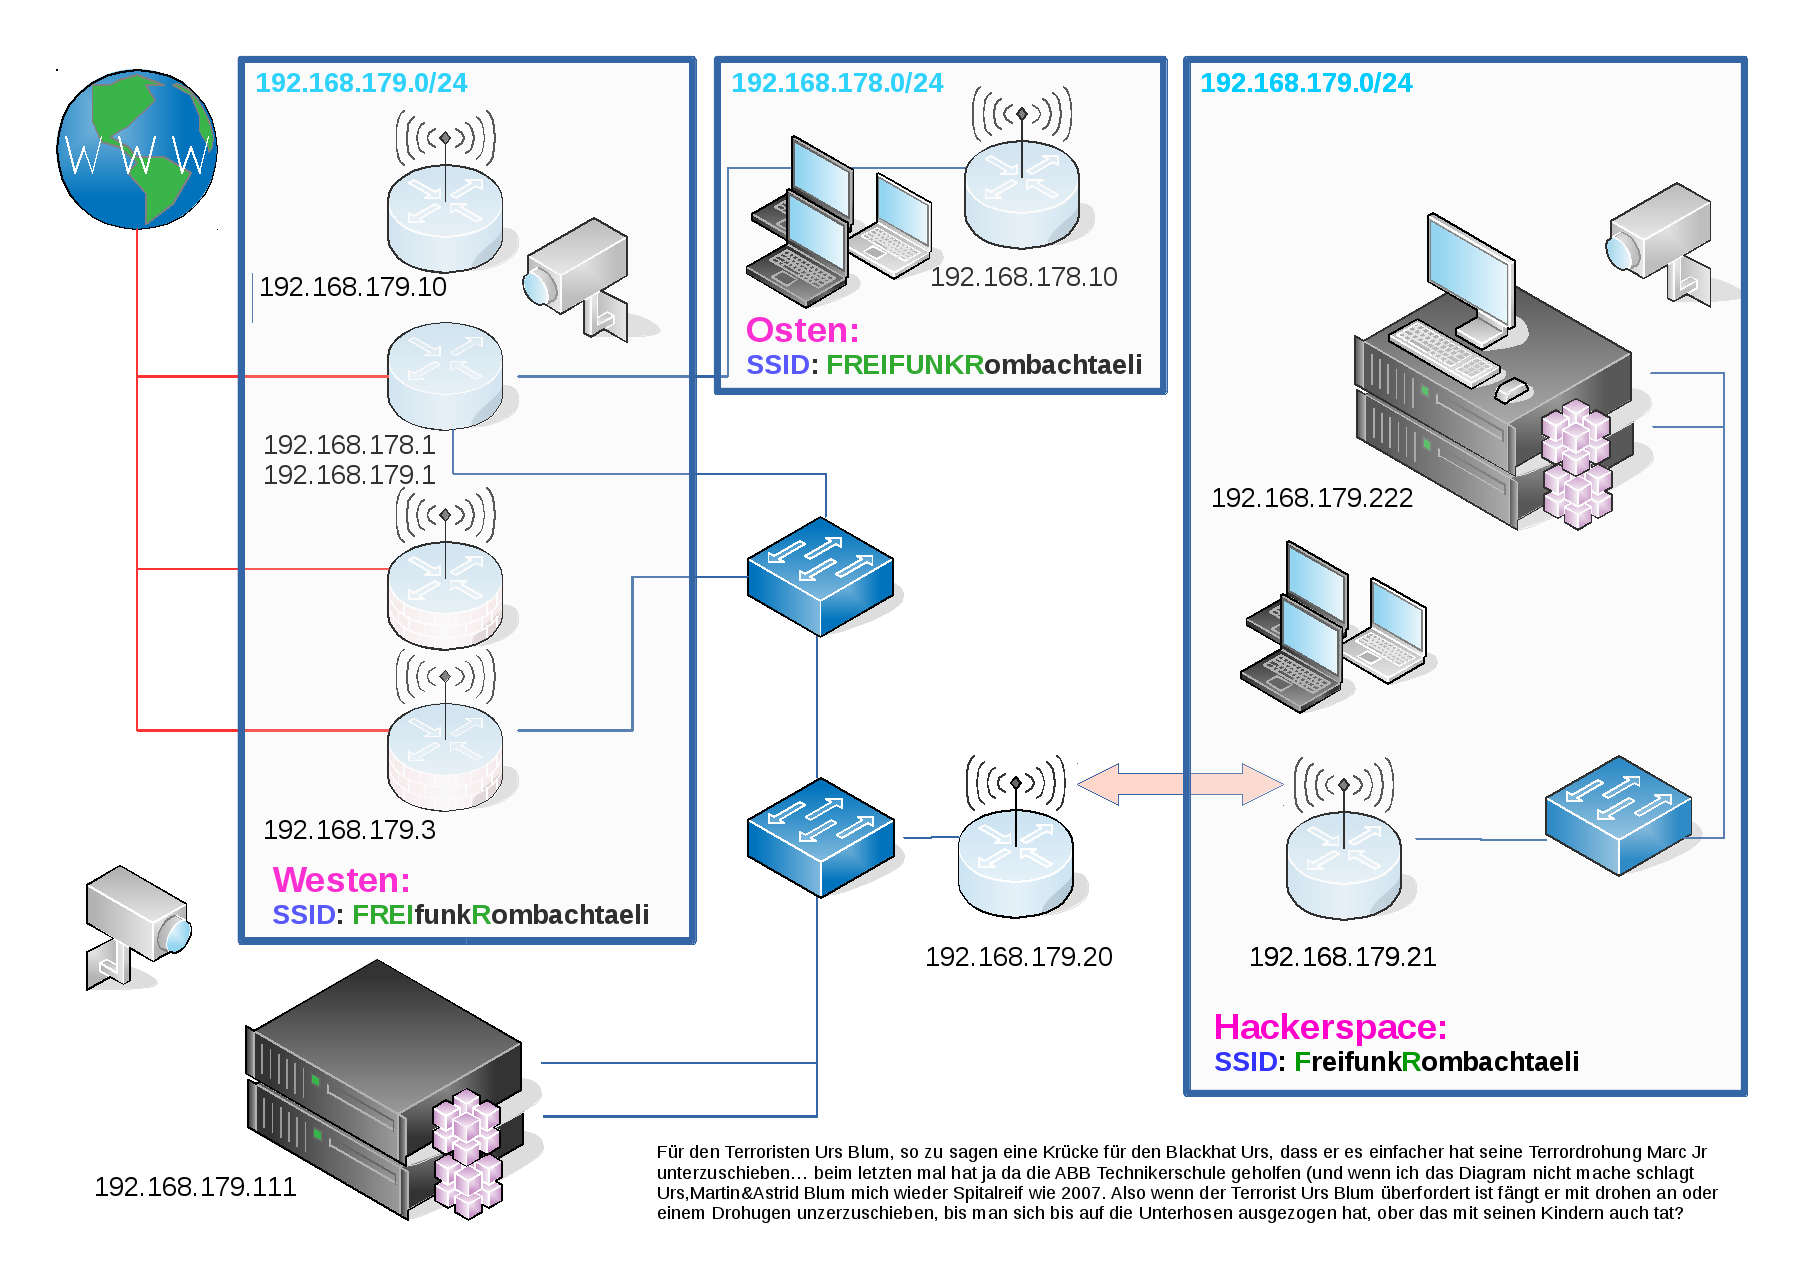 192.168.179.0/24
192.168.178.0/24
192.168.179.0/24
W W W
192.168.179.10
192.168.178.10
Osten:
SSID: FREIFUNKRombachtaeli
192.168.178.1
192.168.179.1
192.168.179.222
192.168.179.3
Westen:
SSID: FREIfunkRombachtaeli
192.168.179.20
192.168.179.21
Hackerspace:
SSID: FreifunkRombachtaeli
192.168.179.111
Für den Terroristen Urs Blum, so zu sagen eine Krücke für den Blackhat Urs, dass er es einfacher hat seine Terrordrohung Marc Jr
unterzuschieben... beim letzten mal hat ja da die ABB Technikerschule geholfen (und wenn ich das Diagram nicht mache schlagt
Urs,Martin&Astrid Blum mich wieder Spitalreif wie 2007. Also wenn der Terrorist Urs Blum überfordert ist fängt er mit drohen an oder
einem Drohugen unzerzuschieben, bis man sich bis auf die Unterhosen ausgezogen hat, ober das mit seinen Kindern auch tat?